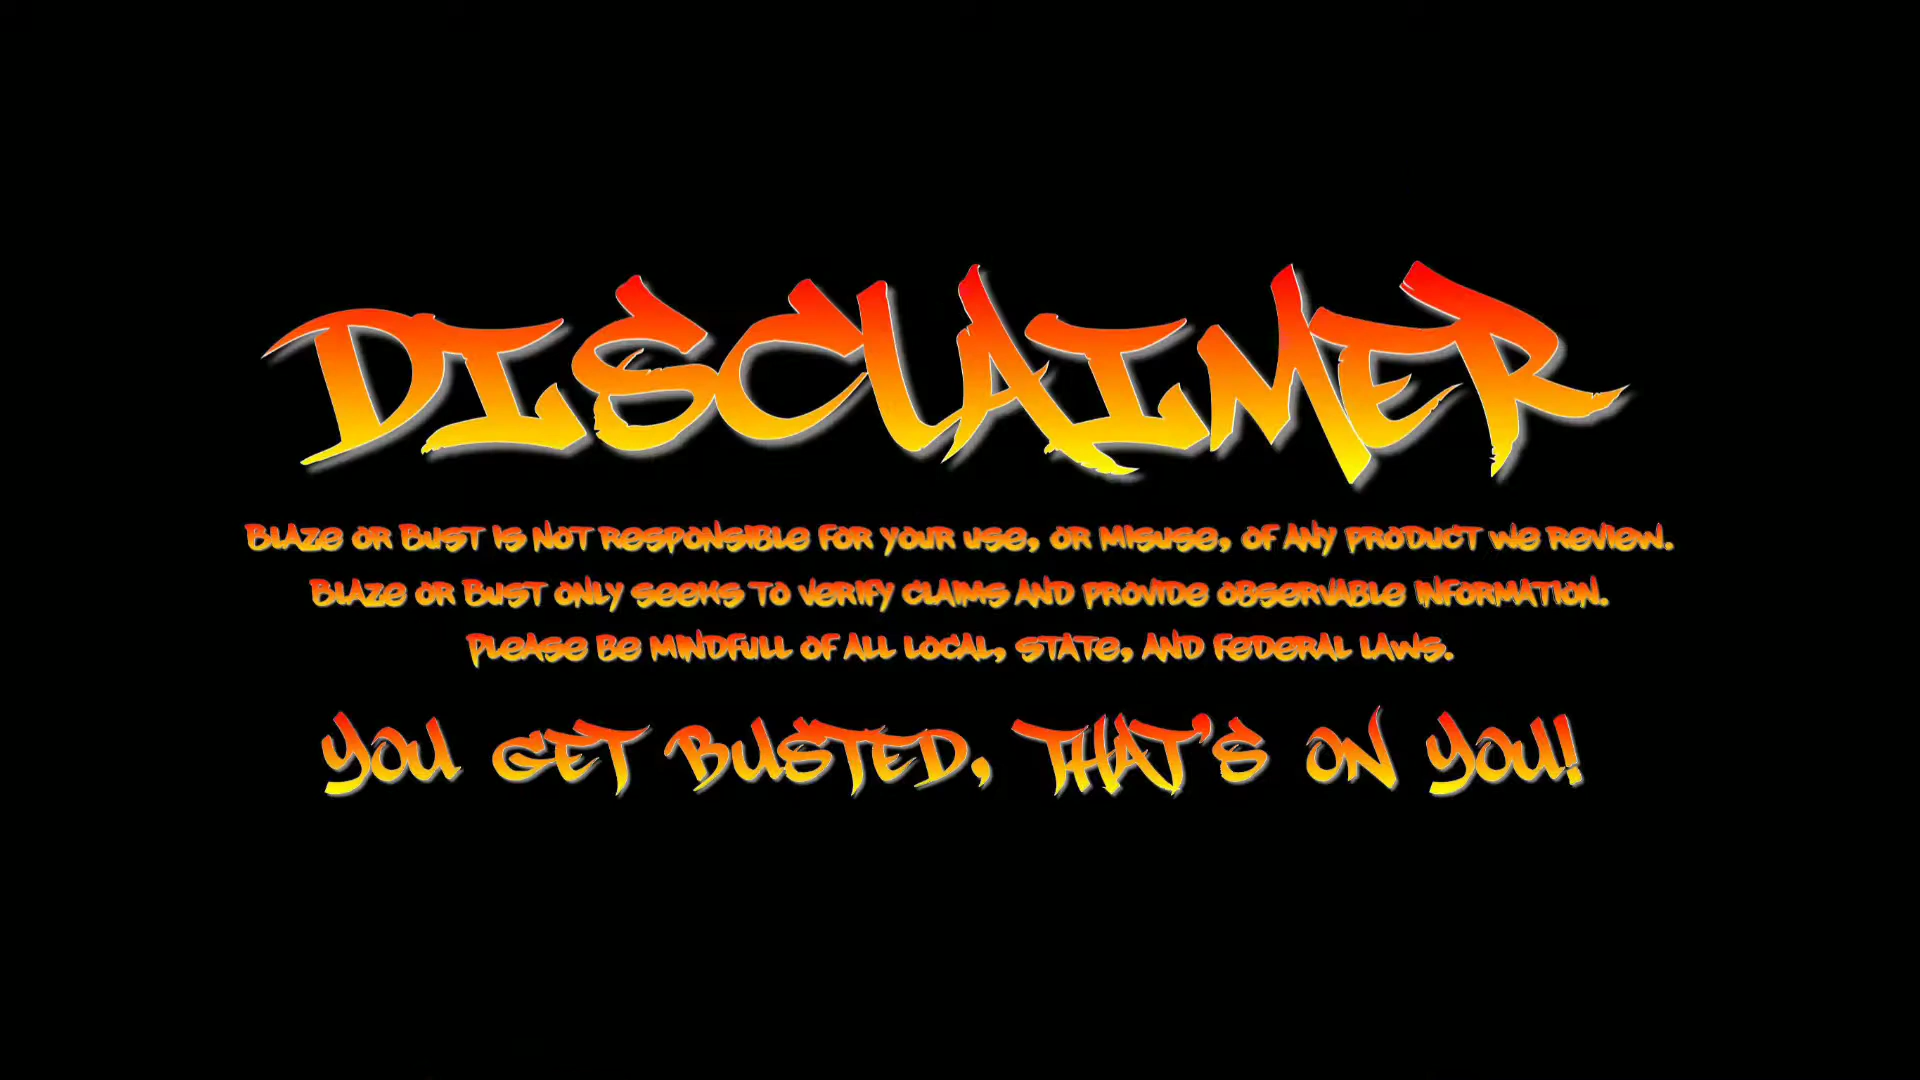 DISCLAIMER
Blaze or Bust is not responsible for your use, or misuse, of any product we review.
Blaze or Bust only seeks to verify claims and provide observable information.
Please be mindfull of all local, state, and federal laws.
YOU GET BUSTED, THAT'S ON YOU!